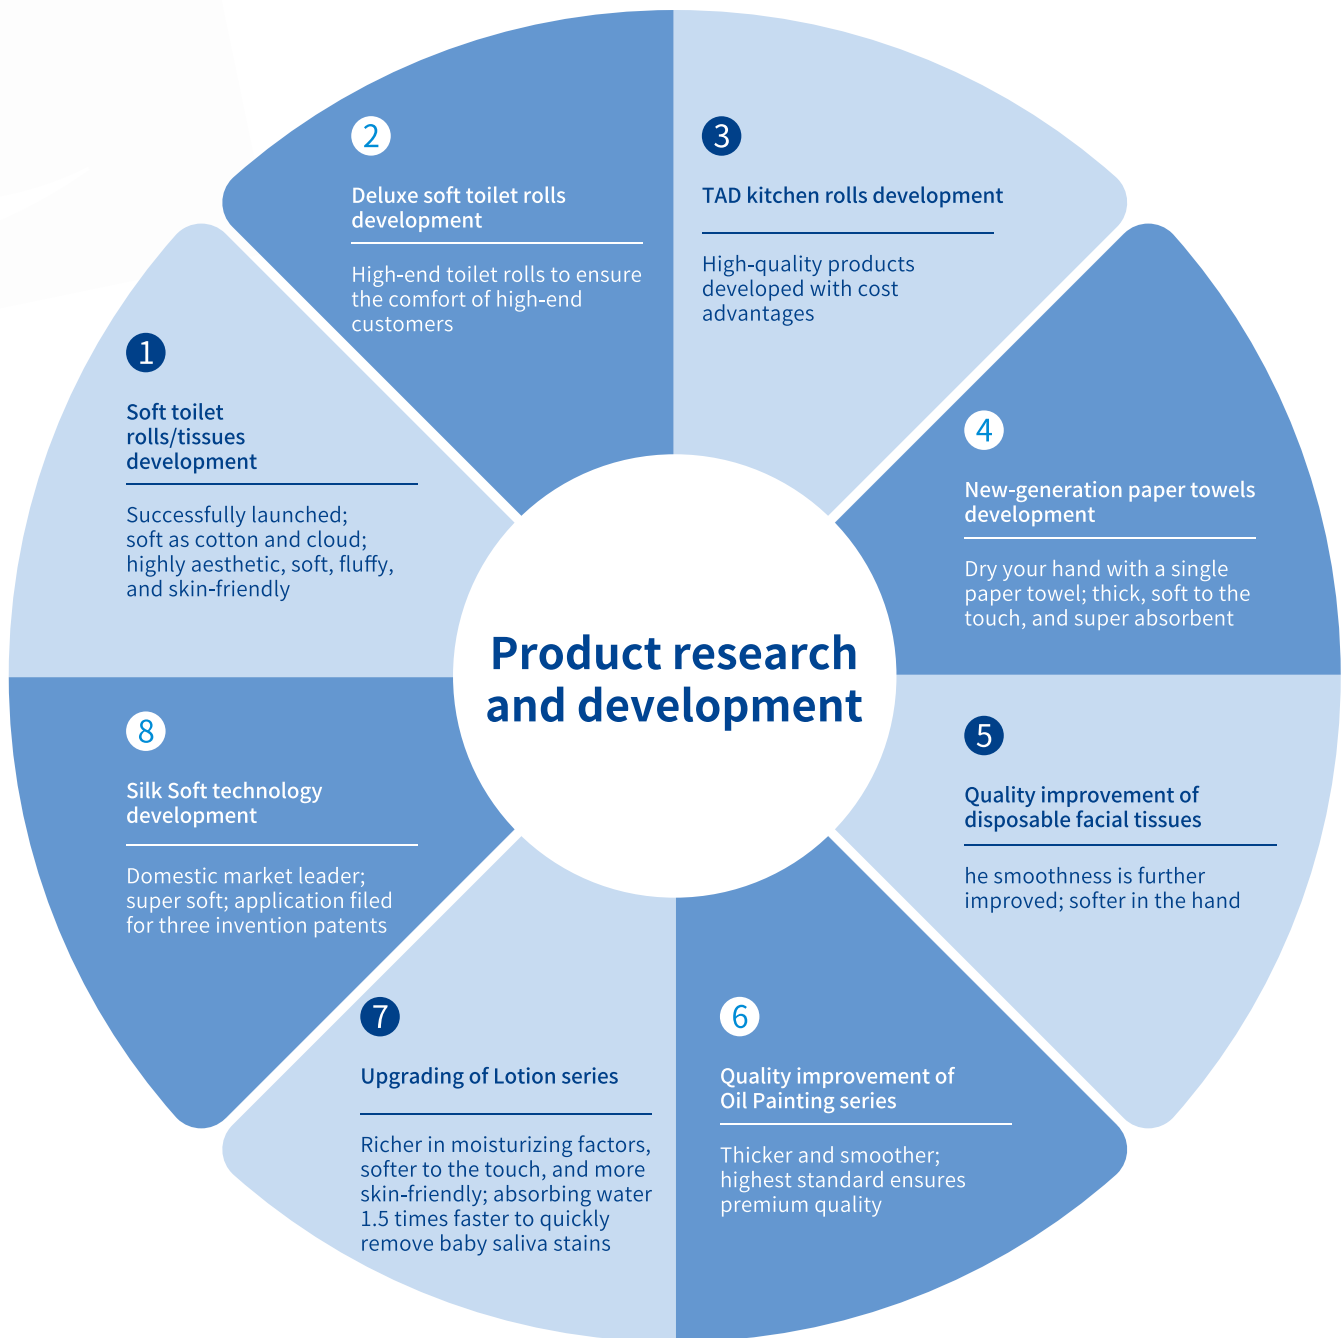 Product research
and development
1
Soft toilet
rolls/tissues
development
Successfully launched;
soft as cotton and cloud;
highly aesthetic, soft, fluffy,
and skin-friendly
2
Deluxe soft toilet rolls
development
High-end toilet rolls to ensure
the comfort of high-end
customers
3
TAD kitchen rolls development
High-quality products
developed with cost
advantages
4
New-generation paper towels
development
Dry your hand with a single
paper towel; thick, soft to the
touch, and super absorbent
5
Quality improvement of
disposable facial tissues
he smoothness is further
improved; softer in the hand
6
Quality improvement of
Oil Painting series
Thicker and smoother;
highest standard ensures
premium quality
7
Upgrading of Lotion series
Richer in moisturizing factors,
softer to the touch, and more
skin-friendly; absorbing water
1.5 times faster to quickly
remove baby saliva stains
8
Silk Soft technology
development
Domestic market leader;
super soft; application filed
for three invention patents